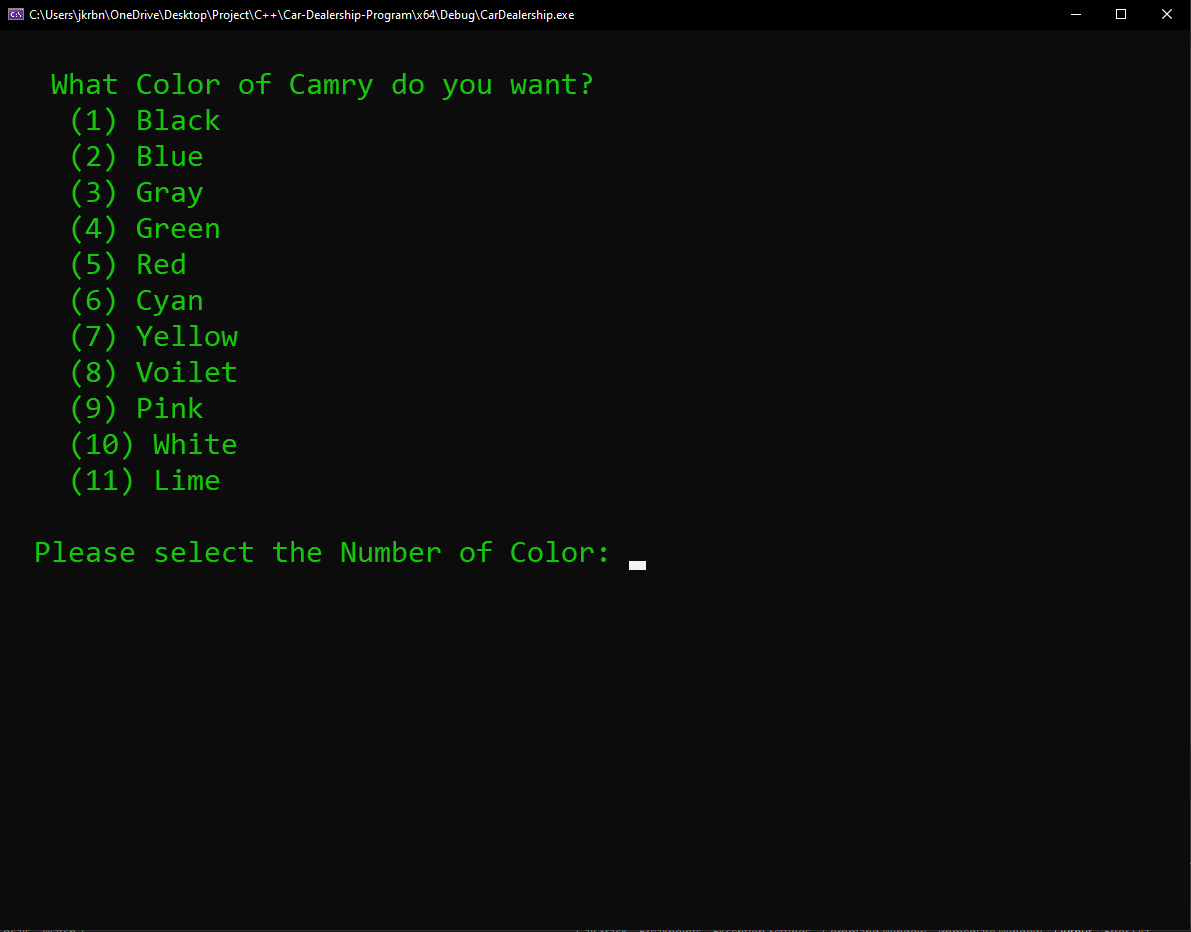 C:\Users\jkrbn\OneDrive\Desktop\Project\C++\Car-Dealership-Program\x64\Debug\CarDealership.exe
What Color of Camry do you want?
(1) Black
(2) Blue
(3) Gray
(4) Green
(5) Red
(6) Cyan
(7) Yellow
(8) Voilet
(9) Pink
(10) White
(11) Lime
Please select the Number of Color: